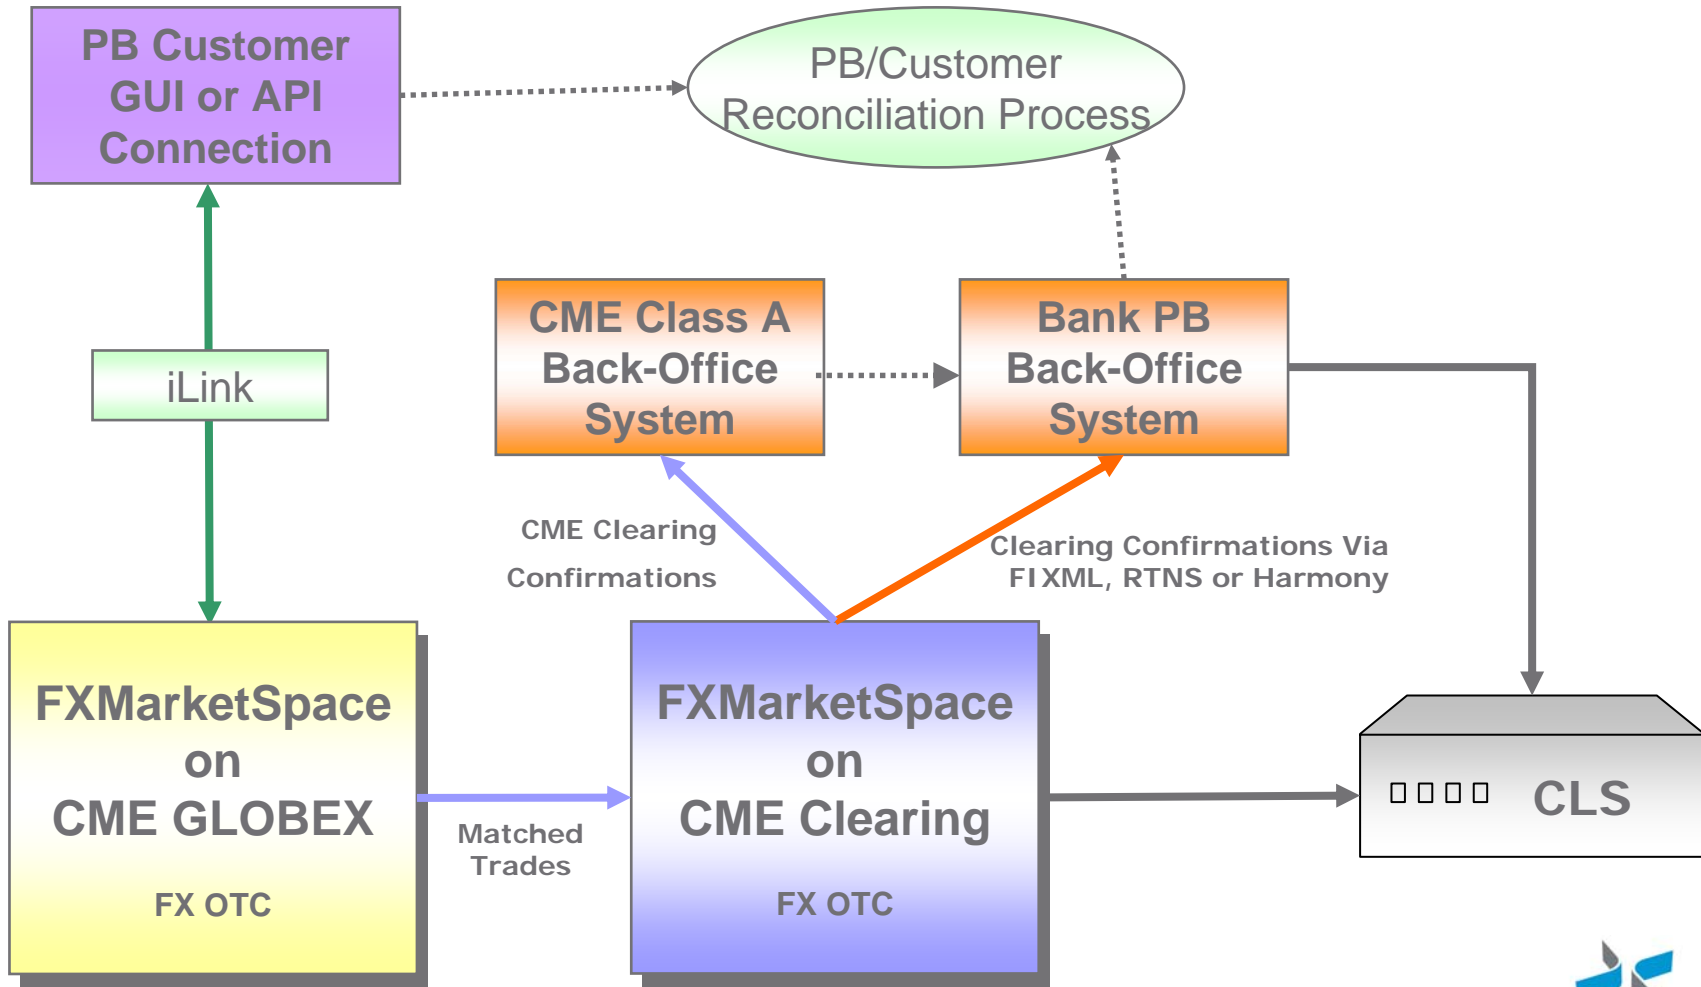 PB Customer
GUI or API
Connection
PB/Customer
Reconciliation Process
iLink
CME Class A
Back-Office
System
Bank PB
Back-Office
System
CME Clearing
Confirmations
Clearing Confirmations Via
FIXML, RTNS or Harmony
FXMarketSpace
on
CME GLOBEX
FX OTC
Matched
Trades
FXMarketSpace
on
CME Clearing
FX OTC
CLS